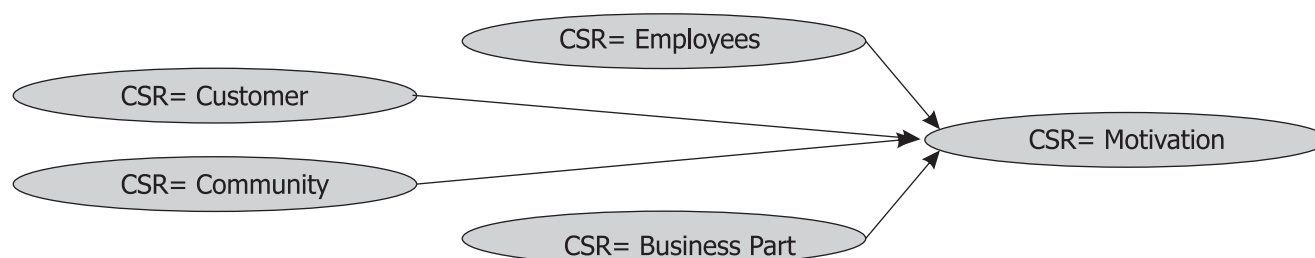 CSR= Employees
CSR= Customer
CSR= Motivation
CSR= Community
CSR= Business Part